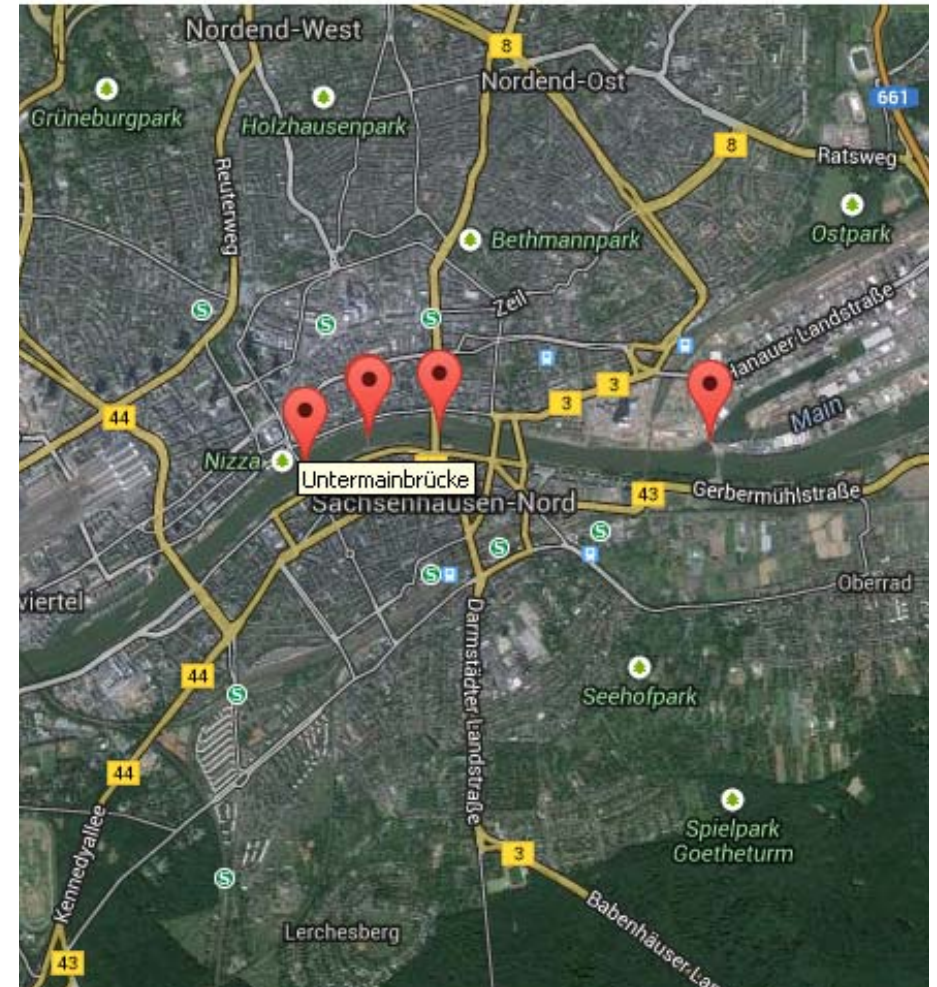 Nordend-West
8
Nordend-Ost
661
Grüneburgpark
Holzhausenpark
8
Ratsweg
Reuterweg
Ostpark
Bethmannpark
Zeil
S
S
S
Hanauer Landstraße
3
3
44
Main
Nizza
Untermainbrücke
Sachsenhausen-Nord
43
Gerbermühlstraße
S
S
S
viertel
Oberrad
Darmstädter Landstraße
44
S
Seehofpark
44
Kennedyallee
Spielpark
Goetheturm
3
S
Babenhäuser Lan
Lerchesberg
43